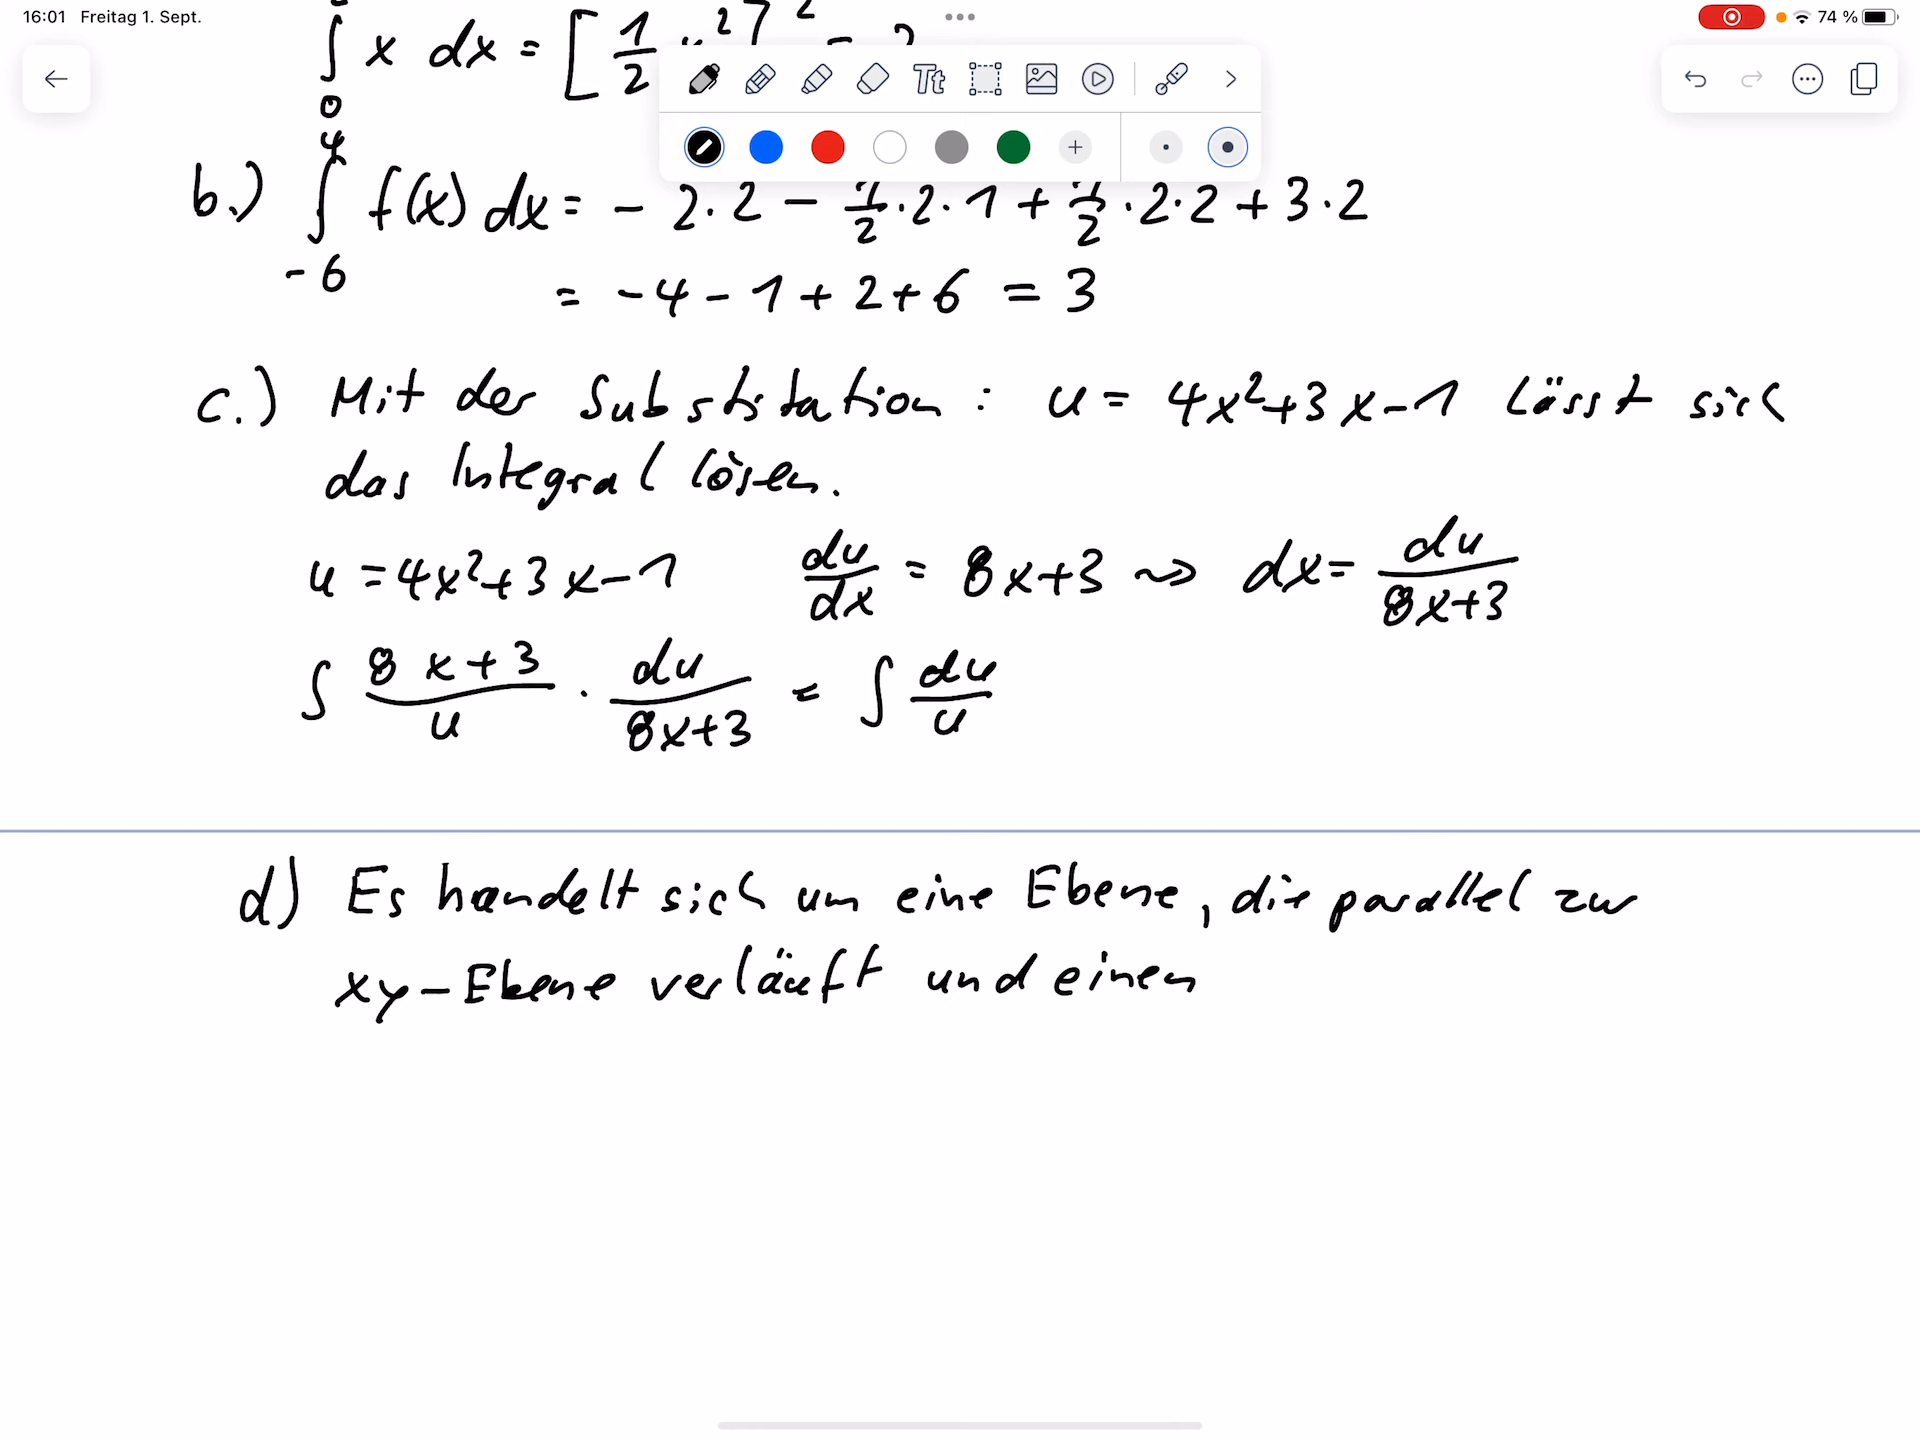 16:01 Freitag 1. Sept.
74 %
∫ x dx = [ 1/2
0
Tt
4
b.) ∫ f(x) dx = - 2·2 - 1/2·2·1 + 1/2·2·2 + 3·2
-6
= -4 - 1 + 2 + 6 = 3
c.) Mit der Substitution : u = 4x²+3x-1 lässt sich
das Integral lösen.
u = 4x²+3x-1 du/dx = 8x+3 ⇝ dx = du/8x+3
∫ 8x+3/u · du/8x+3 = ∫ du/u
d) Es handelt sich um eine Ebene, die parallel zur
xy-Ebene verläuft und einen